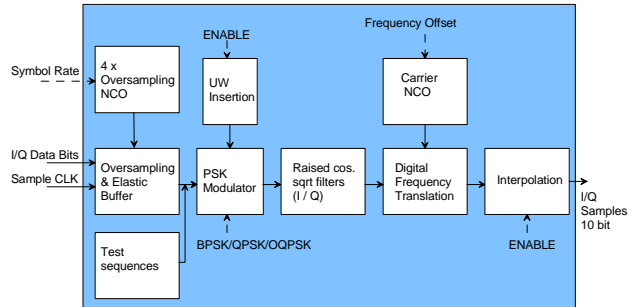 Frequency Offset
ENABLE
Symbol Rate
4 x
Oversampling
NCO
UW
Insertion
Carrier
NCO
I/Q Data Bits
Sample CLK
Oversampling
& Elastic
Buffer
PSK
Modulator
Raised cos.
sqrt filters
(I / Q)
Digital
Frequency
Translation
Interpolation
I/Q
Samples
10 bit
Test
sequences
BPSK/QPSK/OQPSK
ENABLE